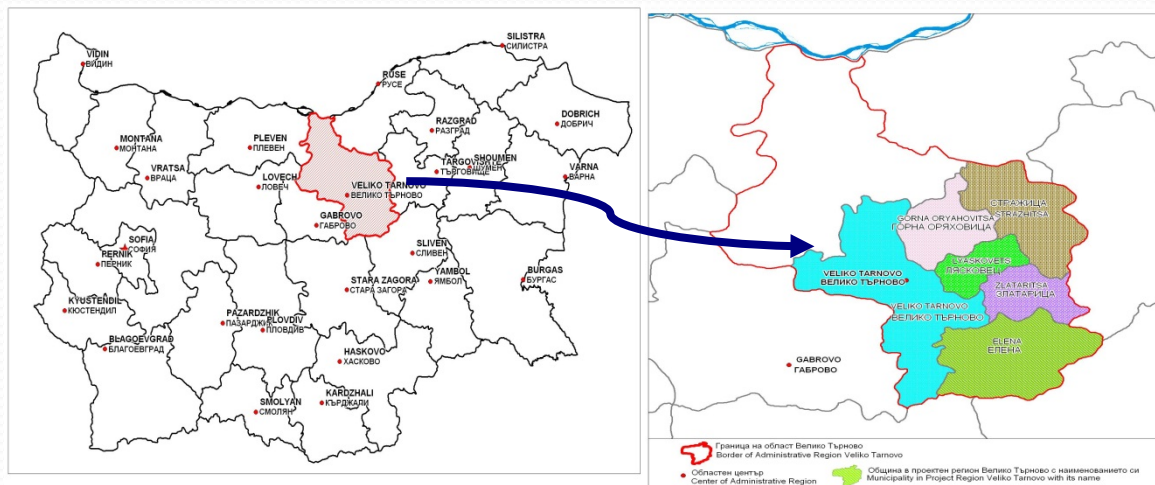 VIDIN
ВИДИН
SILISTRA
СИЛИСТРА
RUSE
РУСЕ
DOBRICH
ДОБРИЧ
RAZGRAD
РАЗГРАД
MONTANA
МОНТАНА
PLEVEN
ПЛЕВЕН
VRATSA
ВРАЦА
LOVECH
ЛОВЕЧ
TARGOVISHTE
ТЪРГОВИЩЕ
SHOUMEN
ШУМЕН
VARNA
ВАРНА
VELIKO TARNOVO
ВЕЛИКО ТЪРНОВО
GABROVO
ГАБРОВО
SOFIA
СОФИЯ
PERNIK
ПЕРНИК
SLIVEN
СЛИВЕН
STARA ZAGORA
СТАРА ЗАГОРА
YAMBOL
ЯМБОЛ
BURGAS
БУРГАС
KYUSTENDIL
КЮСТЕНДИЛ
PAZARDZHIK
ПАЗАРДЖИК
PLOVDIV
ПЛОВДИВ
BLAGOEVGRAD
БЛАГОЕВГРАД
HASKOVO
ХАСКОВО
KARDZHALI
КЪРДЖАЛИ
SMOLYAN
СМОЛЯН
СТРАЖИЦА
STRAZHITSA
GORNA ORYAHOVITSA
ГОРНА ОРЯХОВИЦА
LYASKOVETS
ЛЯСКОВЕЦ
VELIKO TARNOVO
ВЕЛИКО ТЪРНОВО
ZLATARITSA
ЗЛАТАРИЦА
VELIKO TARNOVO
ВЕЛИКО ТЪРНОВО
ELENA
ЕЛЕНА
GABROVO
ГАБРОВО
Граница на област Велико Търново
Border of Administrative Region Veliko Tarnovo
Областен център
Center of Administrative Region
Община в проектен регион Велико Търново с наименованието си
Municipality in Project Region Veliko Tarnovo with its name